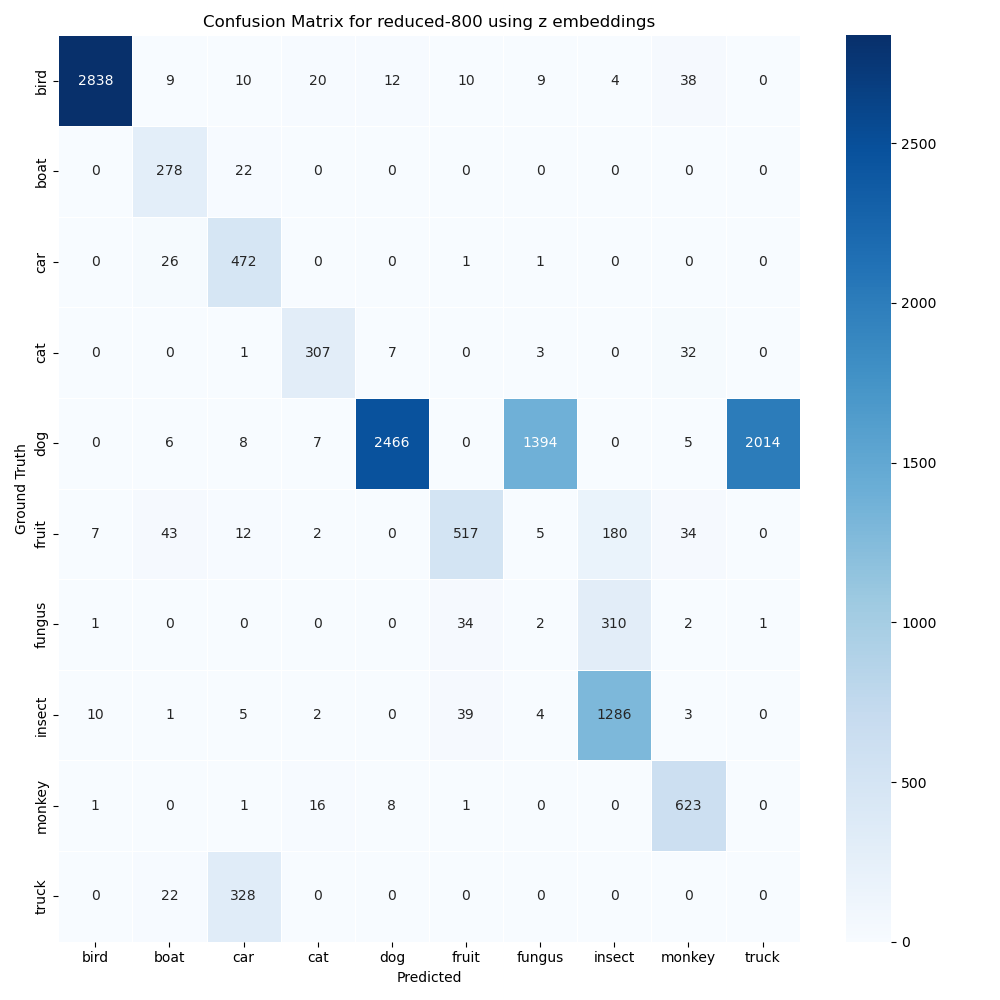 Confusion Matrix for reduced-800 using z embeddings
bird 2838 9 10 20 12 10 9 4 38 0
boat 0 278 22 0 0 0 0 0 0 0
car 0 26 472 0 0 1 1 0 0 0
cat 0 0 1 307 7 0 3 0 32 0
dog 0 6 8 7 2466 0 1394 0 5 2014
fruit 7 43 12 2 0 517 5 180 34 0
fungus 1 0 0 0 0 34 2 310 2 1
insect 10 1 5 2 0 39 4 1286 3 0
monkey 1 0 1 16 8 1 0 0 623 0
truck 0 22 328 0 0 0 0 0 0 0
bird boat car cat dog fruit fungus insect monkey truck
Predicted
Ground Truth
2500
2000
1500
1000
500
0